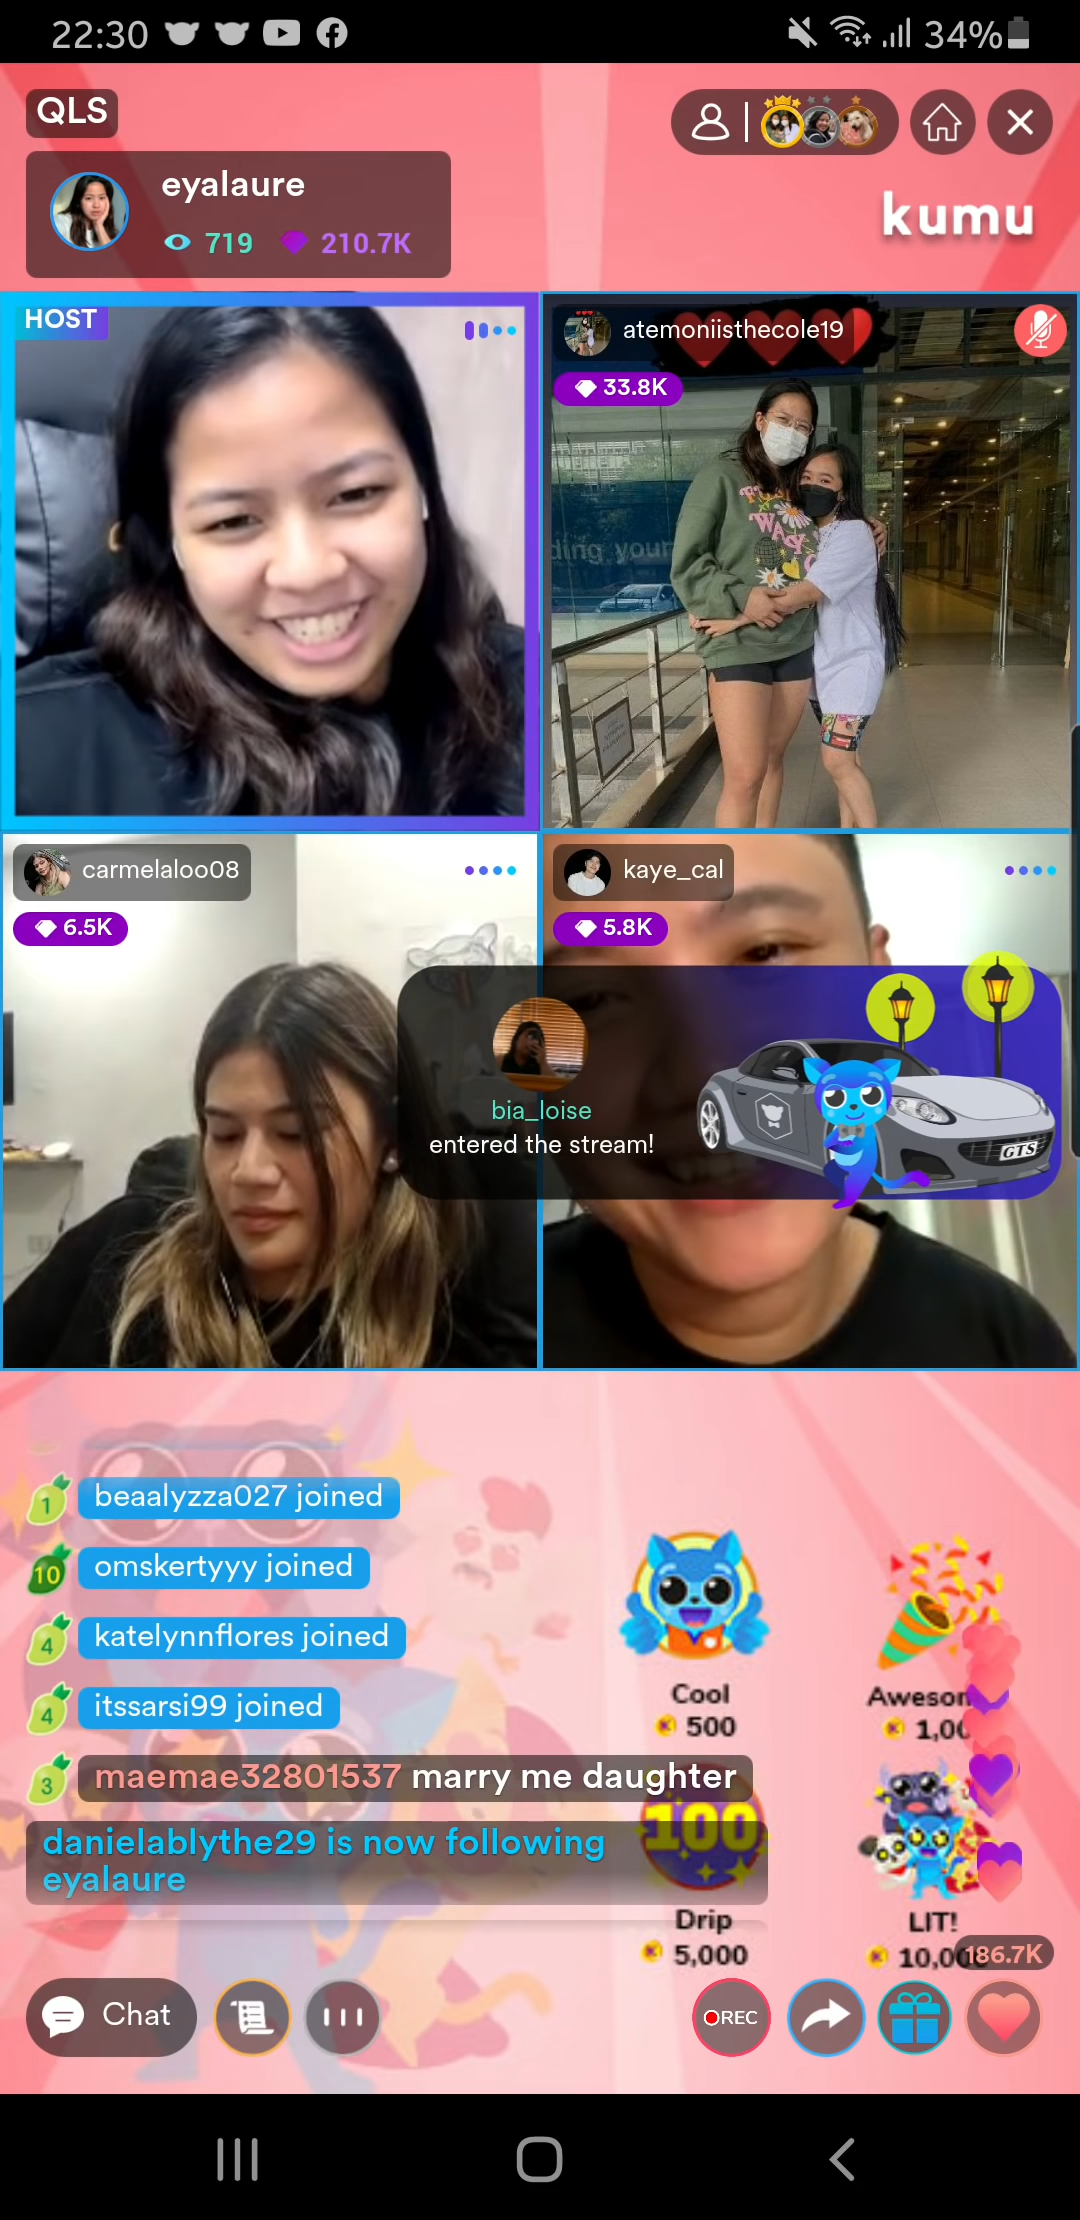 22:30
34%
QLS
eyalaure
719
210.7K
kumu
HOST
atemoniisthecole19
33.8K
ding your
carmelaloo08
6.5K
kaye_cal
5.8K
bia_loise
entered the stream!
GTS
1 beaalyzza027 joined
10 omskertyyy joined
4 katelynnflores joined
4 itssarsi99 joined
3 maemae32801537 marry me daughter
danielablythe29 is now following
eyalaure
Cool
500
100
Drip
5,000
LIT!
186.7K
Chat
REC